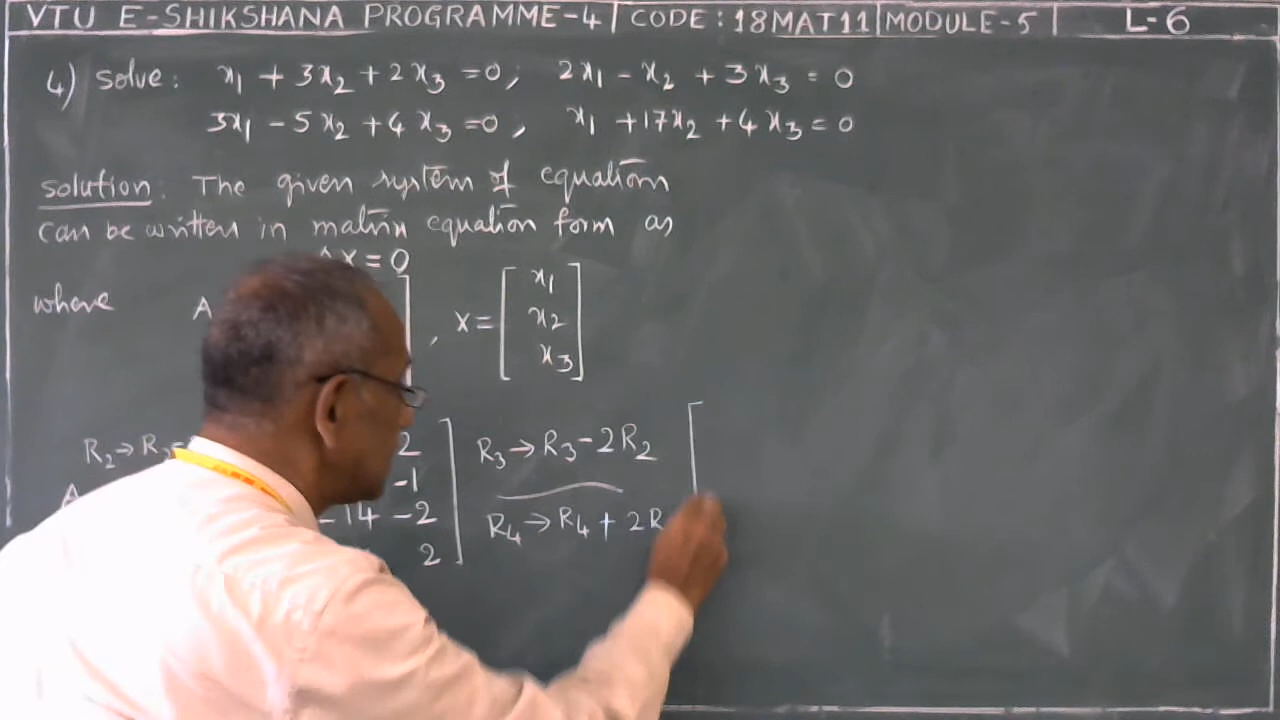 VTU E-SHIKSHANA PROGRAMME-4 | CODE: 18MAT11 | MODULE-5 | L-6
4) Solve: x₁ + 3x₂ + 2x₃ = 0; 2x₁ - x₂ + 3x₃ = 0
3x₁ - 5x₂ + 4x₃ = 0, x₁ + 17x₂ + 4x₃ = 0
Solution: The given system of equations
can be written in matrix equation form as
X = 0
where A , X = [ x₁
x₂
x₃ ]
R₂→R₂- 2 R₃→R₃-2R₂
A -1
-14 -2 R₄→R₄+2R
2